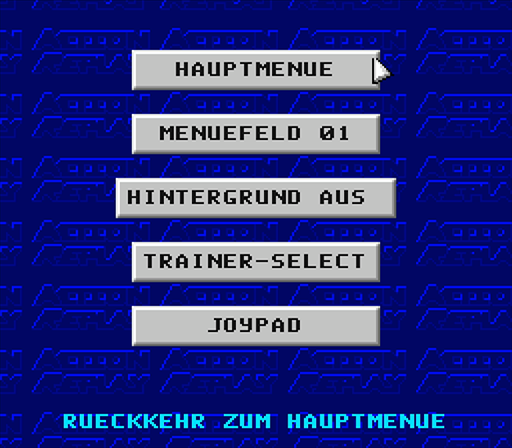 HAUPTMENUE
MENUEFELD 01
HINTERGRUND AUS
TRAINER-SELECT
JOYPAD
RUECKKEHR ZUM HAUPTMENUE